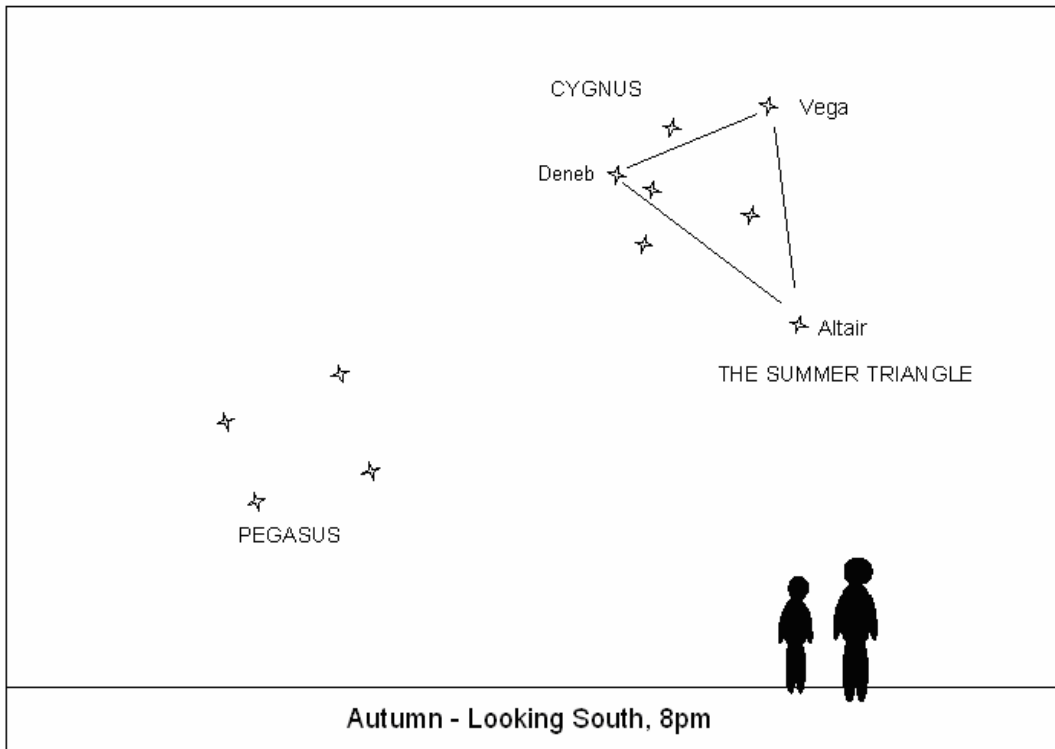 CYGNUS
Vega
Deneb
Altair
THE SUMMER TRIANGLE
PEGASUS
Autumn - Looking South, 8pm